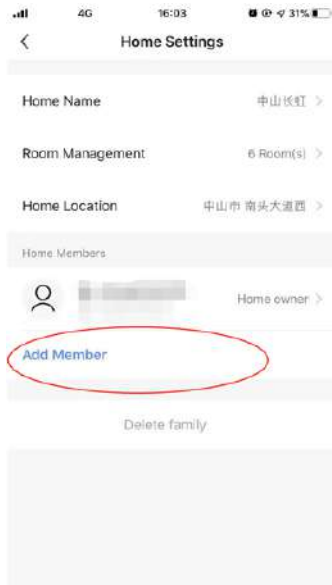 4G 16:03 31%
Home Settings
Home Name 中山长虹
Room Management 6 Room(s)
Home Location 中山市 南头大道西
Home Members
Home owner
Add Member
Delete family